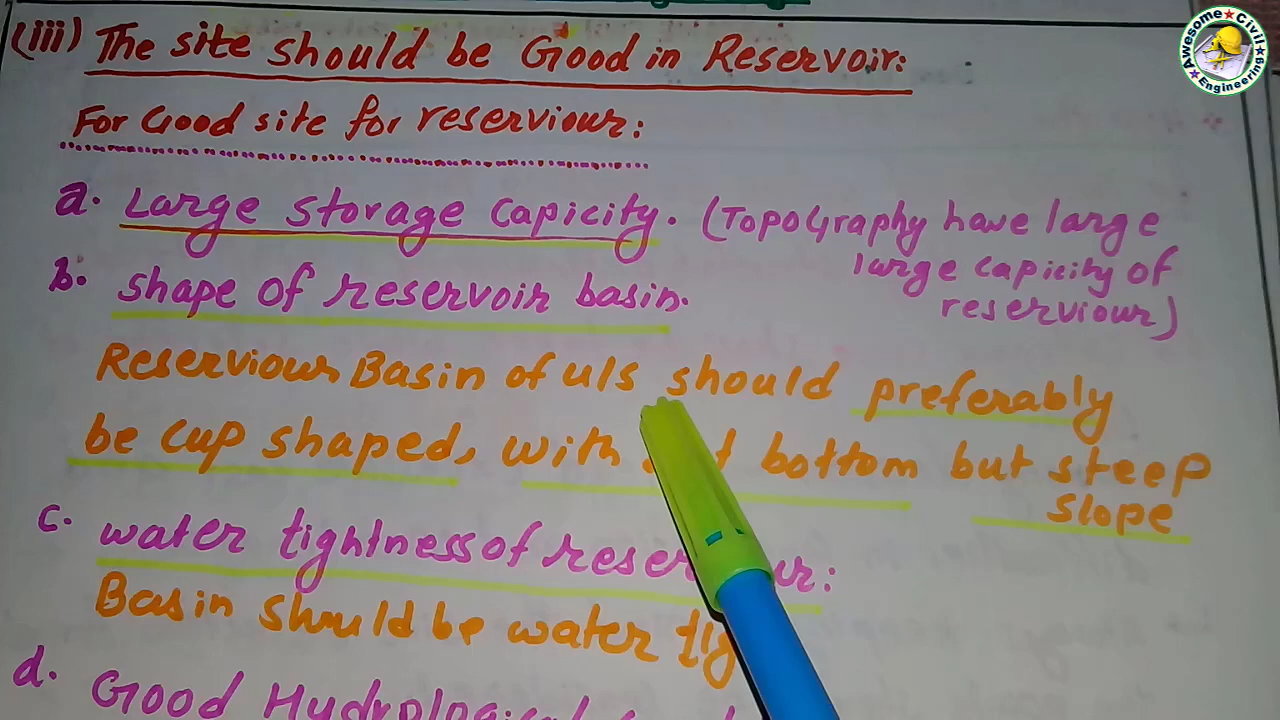 (iii) The site should be Good in Reservoir:
For Good site for reserviour:
a. Large storage capicity. (Topography have large
large capicity of
reserviour)
b. shape of reservoir basin.
Reserviour Basin of u/s should preferably
be cup shaped, with bottom but steep
slope
c. water tightness of
Basin should be water
d. Good Hydrological
Awesome Civil
Engineering